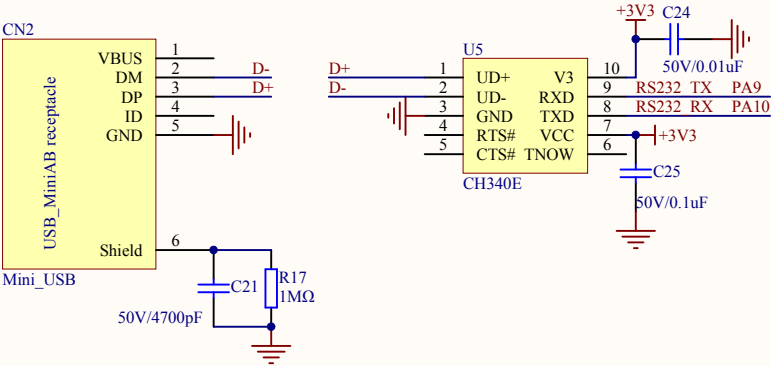 CN2
USB_MiniAB receptacle
VBUS 1
DM 2 D-
DP 3 D+
ID 4
GND 5
Shield 6
Mini_USB
C21
50V/4700pF
R17
1MΩ
U5
D+ 1 UD+
D- 2 UD-
3 GND
4 RTS#
5 CTS#
V3 10
RXD 9 RS232_TX PA9
TXD 8 RS232_RX PA10
VCC 7 +3V3
TNOW 6
CH340E
+3V3
C24
50V/0.01uF
C25
50V/0.1uF